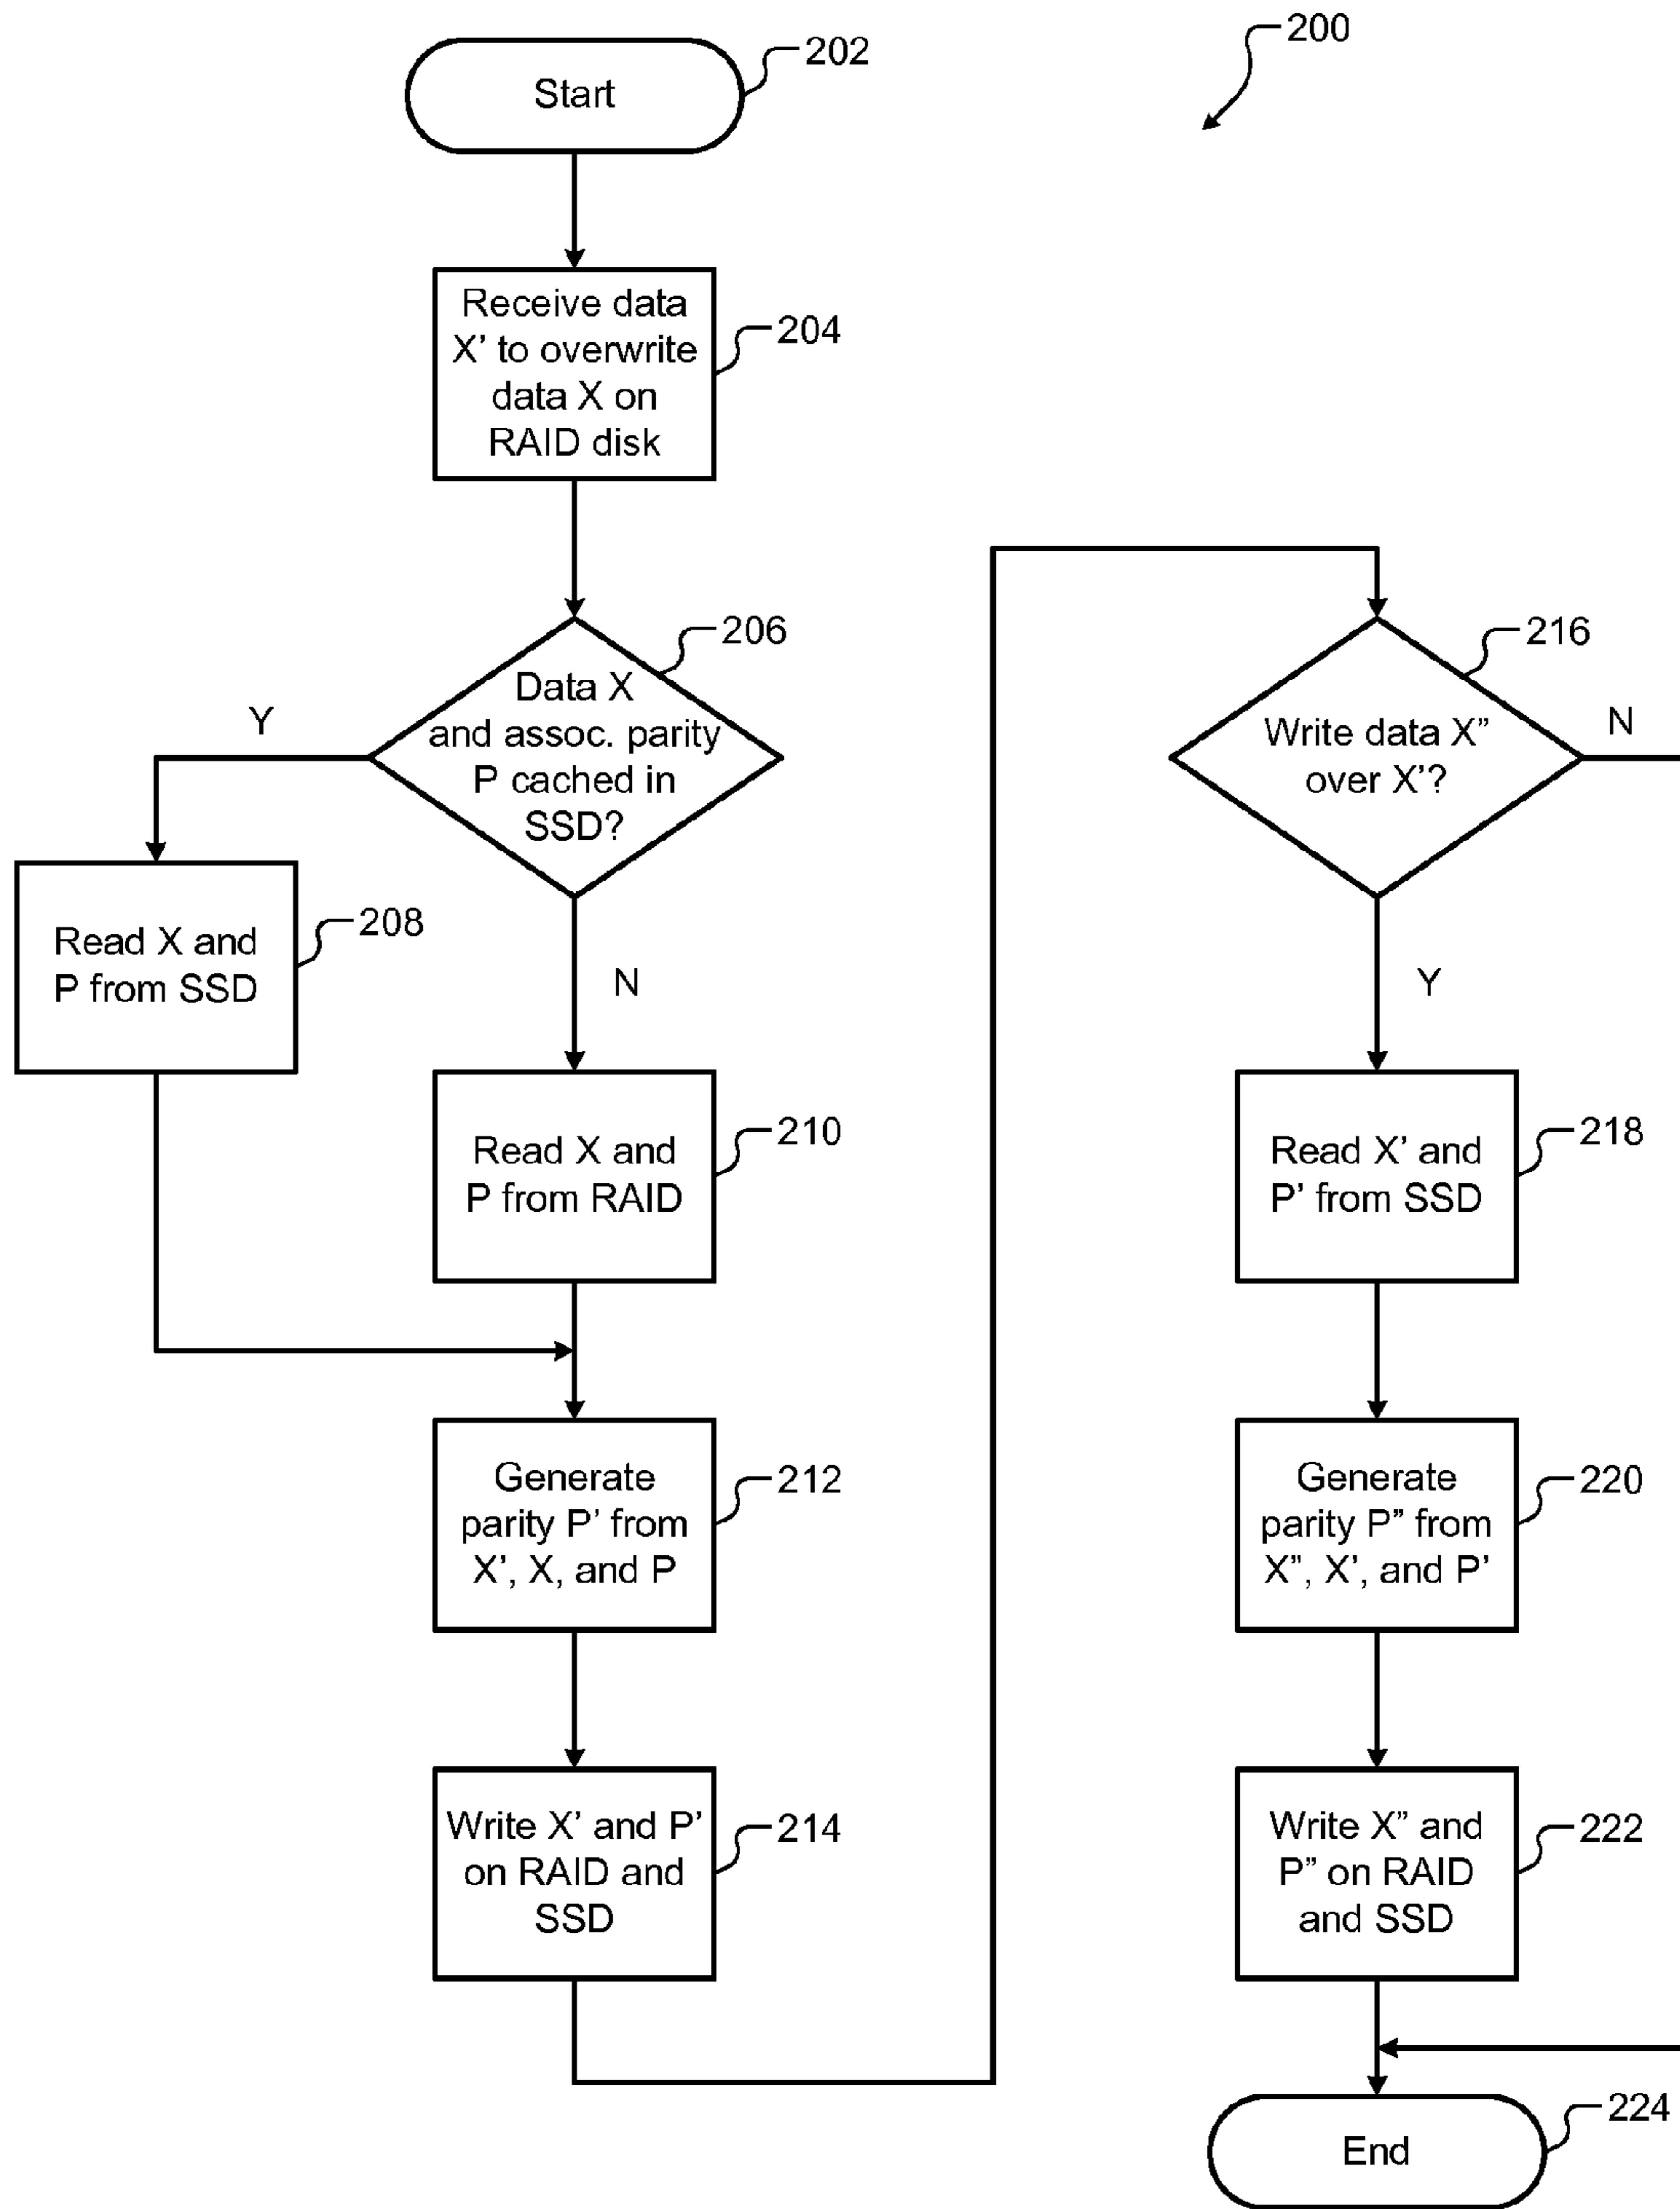 200
Start
202
Receive data
X’ to overwrite
data X on
RAID disk
204
Data X
and assoc. parity
P cached in
SSD?
206
Y
N
Read X and
P from SSD
208
Read X and
P from RAID
210
Generate
parity P’ from
X’, X, and P
212
Write X’ and P’
on RAID and
SSD
214
Write data X”
over X’?
216
N
Y
Read X’ and
P’ from SSD
218
Generate
parity P” from
X”, X’, and P’
220
Write X” and
P” on RAID
and SSD
222
End
224